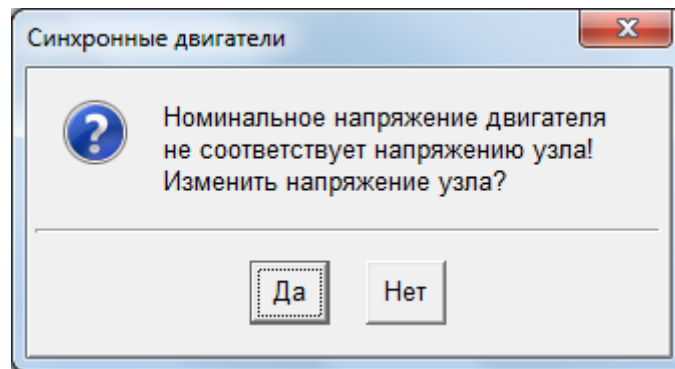 Синхронные двигатели
Номинальное напряжение двигателя
не соответствует напряжению узла!
Изменить напряжение узла?
Да
Нет